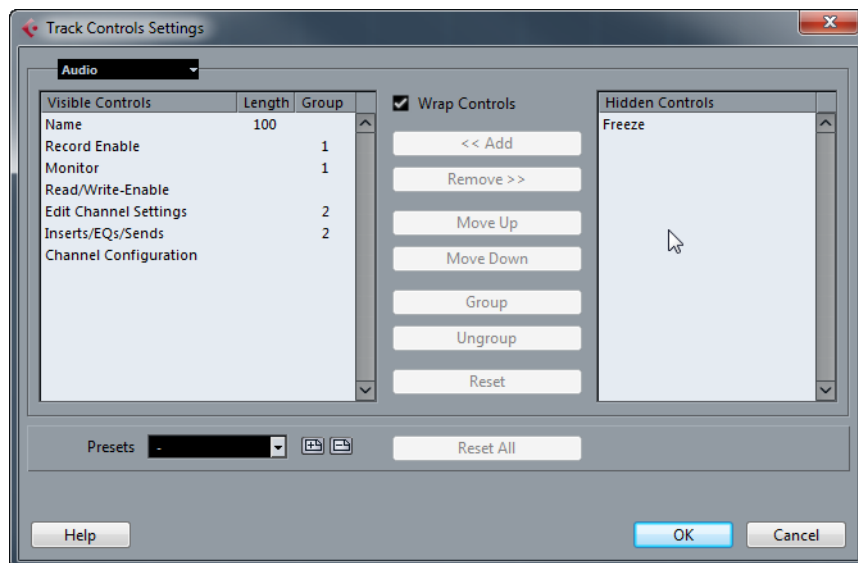 Track Controls Settings
Audio
Visible Controls Length Group
Name 100
Record Enable 1
Monitor 1
Read/Write-Enable
Edit Channel Settings 2
Inserts/EQs/Sends 2
Channel Configuration
Wrap Controls
<< Add
Remove >>
Move Up
Move Down
Group
Ungroup
Reset
Hidden Controls
Freeze
Presets -
Reset All
Help
OK
Cancel